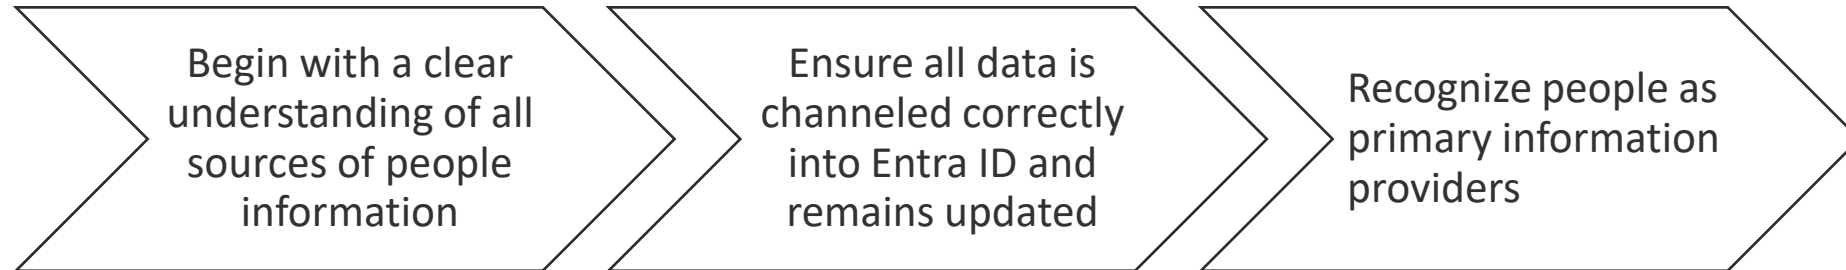 Begin with a clear
understanding of all
sources of people
information
Ensure all data is
channeled correctly
into Entra ID and
remains updated
Recognize people as
primary information
providers